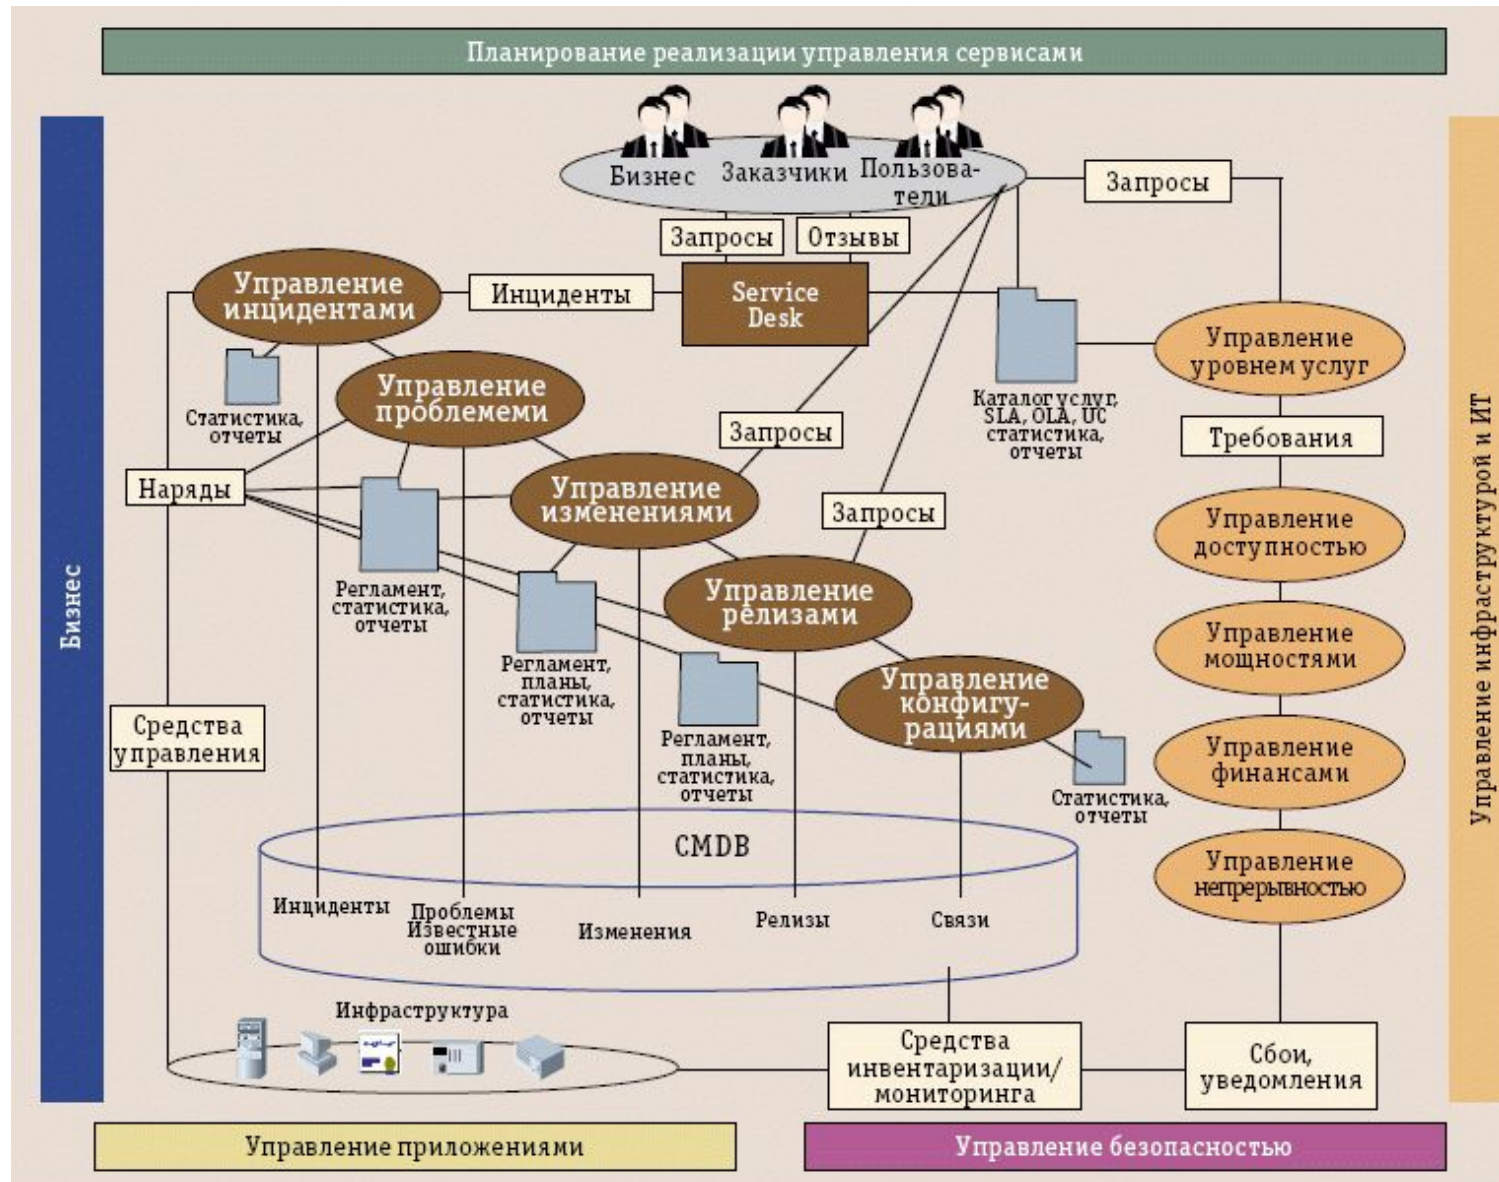 Планирование реализации управления сервисами
Бизнес
Заказчики
Пользова-
тели
Запросы
Запросы
Отзывы
Управление
инцидентами
Инциденты
Service
Desk
Управление
уровнем услуг
Статистика,
отчеты
Управление
проблемеми
Каталог услуг,
SLA, OLA, UC
статистика,
отчеты
Запросы
Требования
Наряды
Управление
изменениями
Запросы
Управление
доступностью
Регламент,
статистика,
отчеты
Управление
релизами
Управление
мощностями
Регламент,
планы,
статистика,
отчеты
Управление
конфигу-
рациями
Средства
управления
Регламент,
планы,
статистика,
отчеты
Управление
финансами
Статистика,
отчеты
CMDB
Управление
непрерывностью
Инциденты
Проблемы
Известные
ошибки
Изменения
Релизы
Связи
Инфраструктура
Средства
инвентаризации/
мониторинга
Сбои,
уведомления
Бизнес
Управление инфраструктурой и ИТ
Управление приложениями
Управление безопасностью